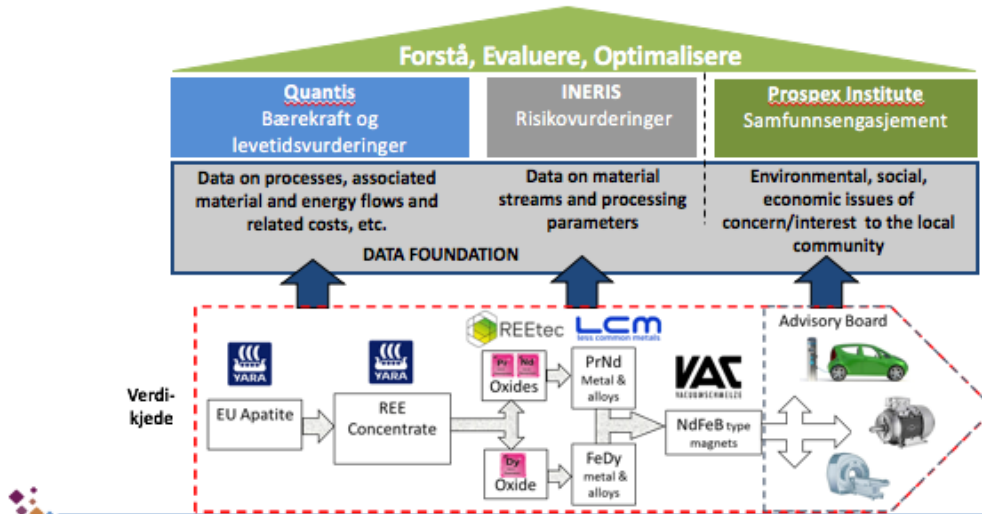 Forstå, Evaluere, Optimalisere
Quantis
Bærekraft og
levetidsvurderinger
INERIS
Risikovurderinger
Prospex Institute
Samfunnsengasjement
Data on processes, associated
material and energy flows and
related costs, etc.
Data on material
streams and processing
parameters
Environmental, social,
economic issues of
concern/interest to the local
community
DATA FOUNDATION
Verdi-
kjede
YARA
EU Apatite
YARA
REE
Concentrate
REEtec
Pr
Nd
Oxides
Dy
Oxide
LCM
less common metals
PrNd
Metal &
alloys
FeDy
metal &
alloys
VAC
VACUUMSCHMELZE
NdFeB type
magnets
Advisory Board